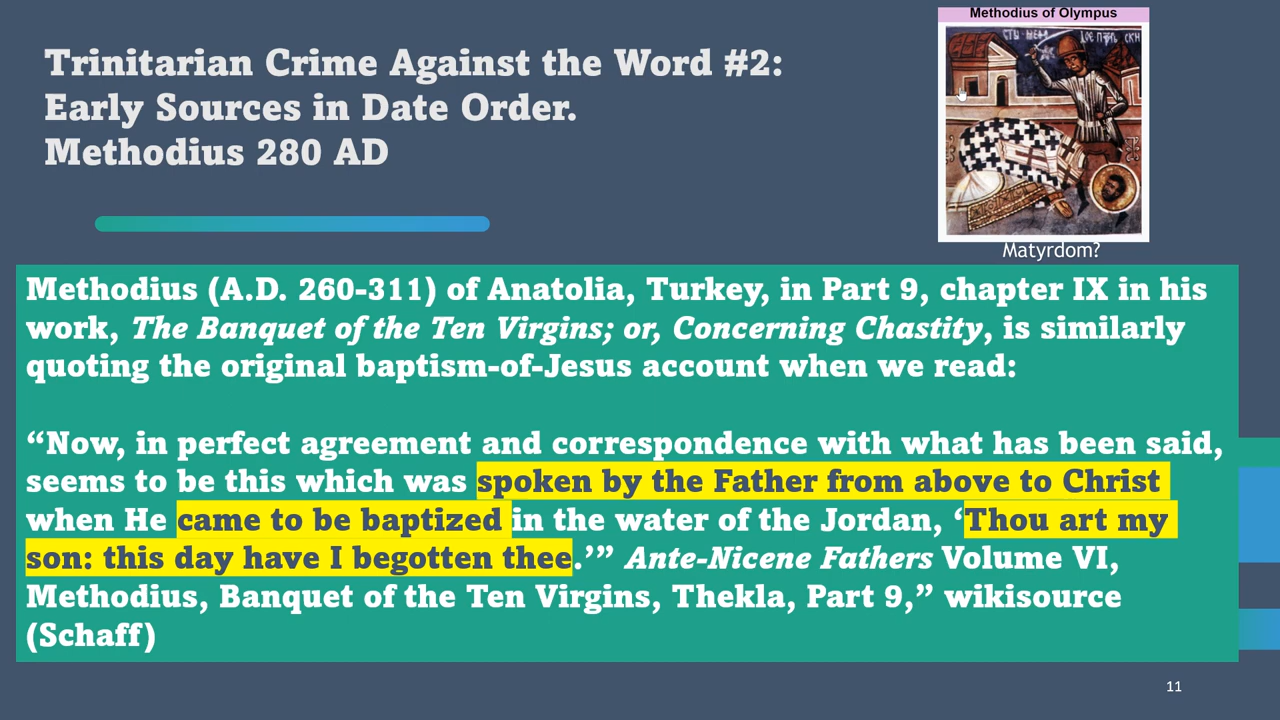 Methodius of Olympus
Trinitarian Crime Against the Word #2:
Early Sources in Date Order.
Methodius 280 AD
Matyrdom?
Methodius (A.D. 260-311) of Anatolia, Turkey, in Part 9, chapter IX in his
work, The Banquet of the Ten Virgins; or, Concerning Chastity, is similarly
quoting the original baptism-of-Jesus account when we read:
“Now, in perfect agreement and correspondence with what has been said,
seems to be this which was spoken by the Father from above to Christ
when He came to be baptized in the water of the Jordan, ‘Thou art my
son: this day have I begotten thee.’” Ante-Nicene Fathers Volume VI,
Methodius, Banquet of the Ten Virgins, Thekla, Part 9,” wikisource
(Schaff)
11